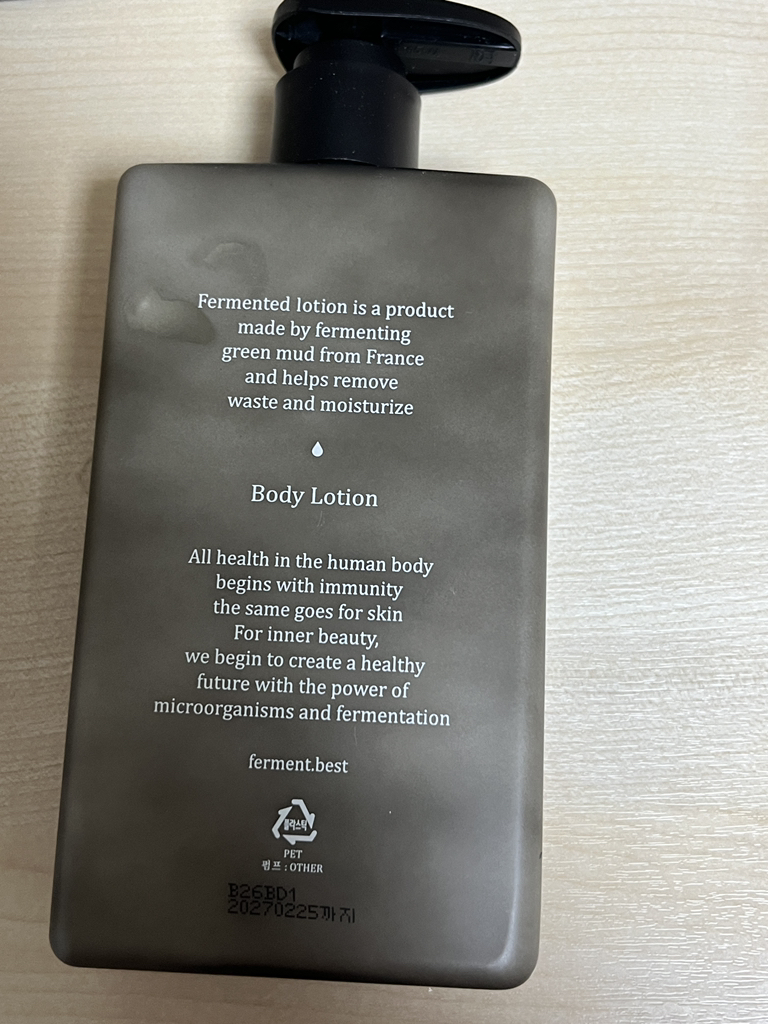 Fermented lotion is a product
made by fermenting
green mud from France
and helps remove
waste and moisturize
Body Lotion
All health in the human body
begins with immunity
the same goes for skin
For inner beauty,
we begin to create a healthy
future with the power of
microorganisms and fermentation
ferment.best
플라스틱
PET
펌프 : OTHER
B26BD1
20270225까지